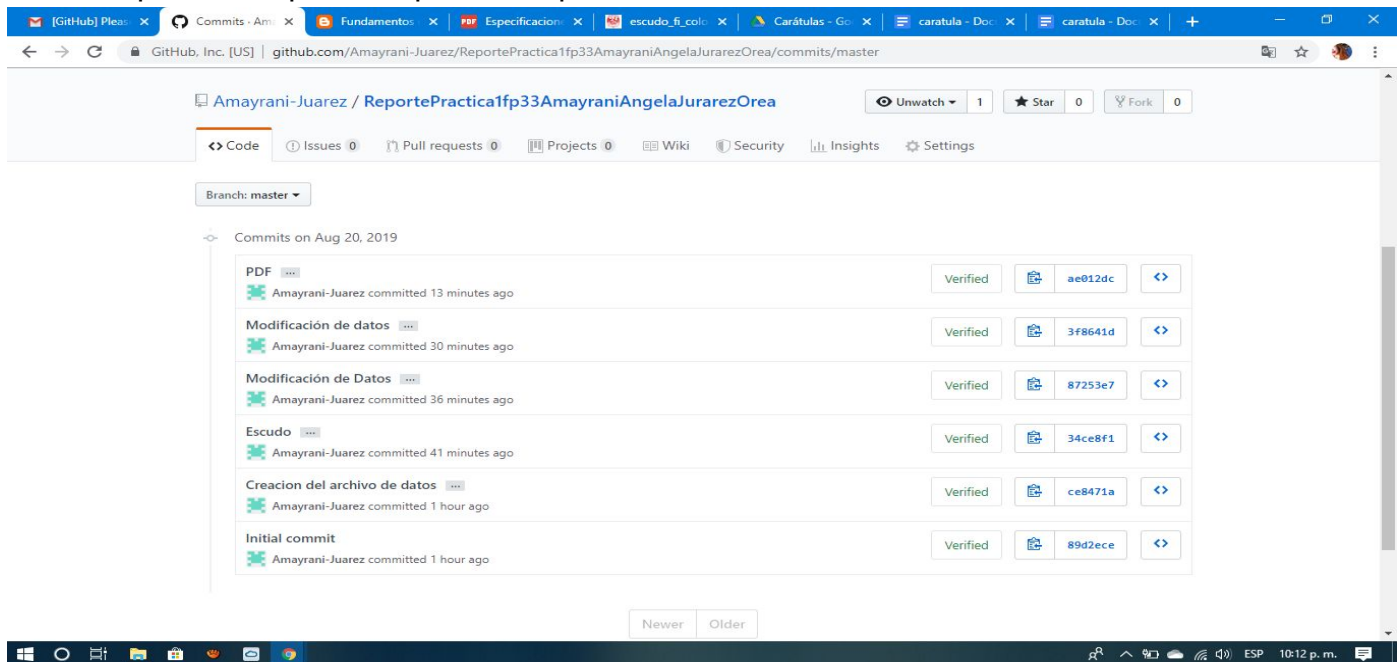 [GitHub] Pleas
Commits · Am
Fundamentos
Especificacion
escudo_fi_colo
Carátulas - Go
caratula - Doc
caratula - Doc
GitHub, Inc. [US] | github.com/Amayrani-Juarez/ReportePractica1fp33AmayraniAngelaJurarezOrea/commits/master
Amayrani-Juarez / ReportePractica1fp33AmayraniAngelaJurarezOrea
Unwatch 1 Star 0 Fork 0
Code Issues 0 Pull requests 0 Projects 0 Wiki Security Insights Settings
Branch: master
Commits on Aug 20, 2019
PDF ...
Amayrani-Juarez committed 13 minutes ago
Verified ae012dc
Modificación de datos ...
Amayrani-Juarez committed 30 minutes ago
Verified 3f8641d
Modificación de Datos ...
Amayrani-Juarez committed 36 minutes ago
Verified 87253e7
Escudo ...
Amayrani-Juarez committed 41 minutes ago
Verified 34ce8f1
Creacion del archivo de datos ...
Amayrani-Juarez committed 1 hour ago
Verified ce8471a
Initial commit
Amayrani-Juarez committed 1 hour ago
Verified 89d2ece
Newer Older
ESP 10:12 p. m.